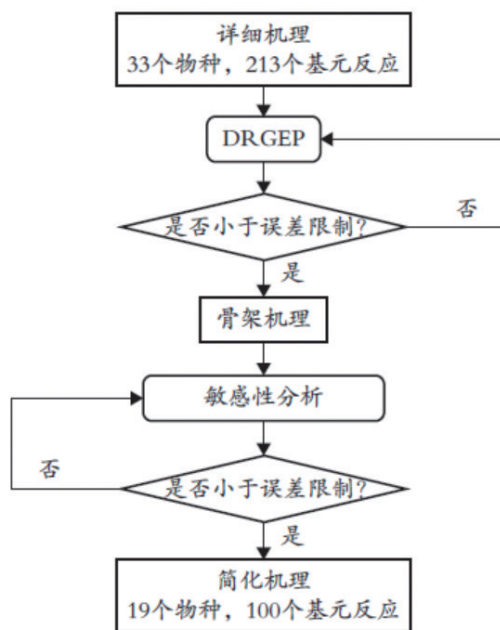 详细机理
33个物种，213个基元反应
DRGEP
是否小于误差限制？
否
是
骨架机理
敏感性分析
否
是否小于误差限制？
是
简化机理
19个物种，100个基元反应